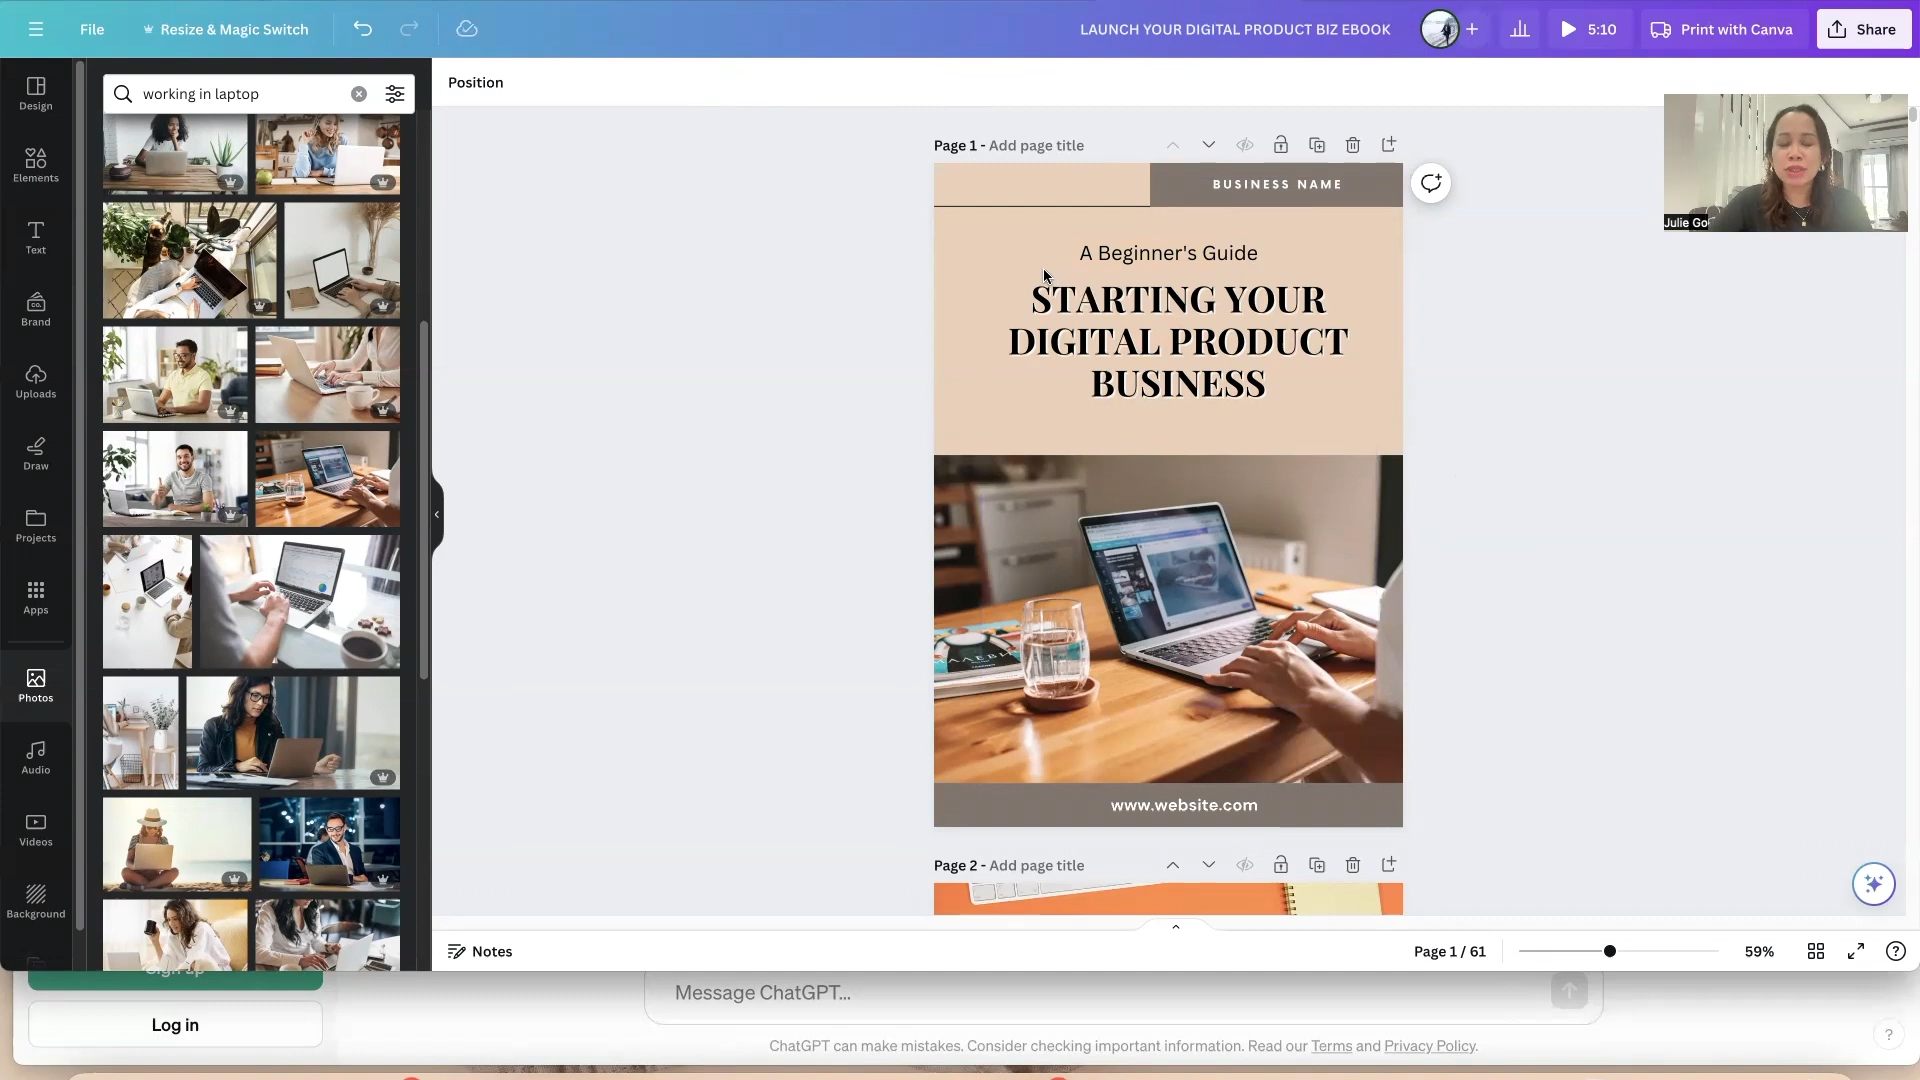 File
Resize & Magic Switch
LAUNCH YOUR DIGITAL PRODUCT BIZ EBOOK
5:10
Print with Canva
Share
Design
Elements
Text
Brand
Uploads
Draw
Projects
Apps
Photos
Audio
Videos
Background
working in laptop
Position
Page 1 - Add page title
BUSINESS NAME
A Beginner's Guide
STARTING YOUR
DIGITAL PRODUCT
BUSINESS
www.website.com
Page 2 - Add page title
Julie Go
Notes
Page 1 / 61
59%
Sign up
Log in
Message ChatGPT...
ChatGPT can make mistakes. Consider checking important information. Read our Terms and Privacy Policy.
?